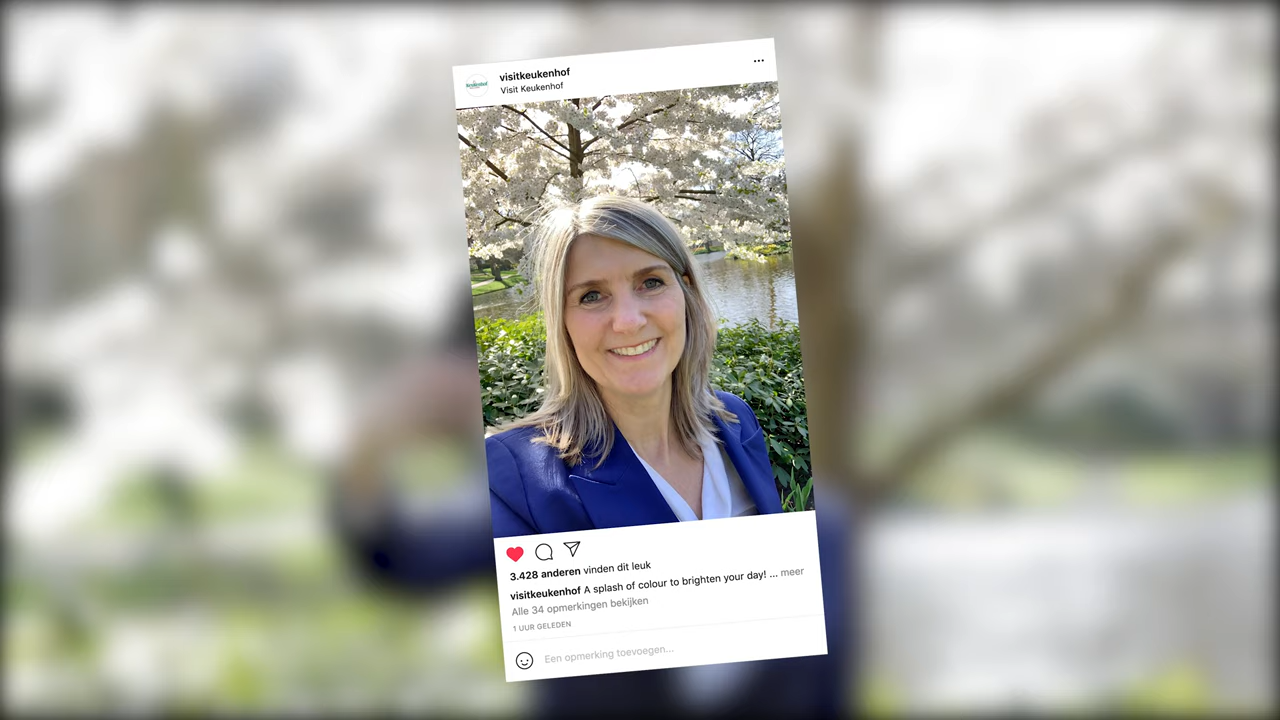 visitkeukenhof
Visit Keukenhof
3.428 anderen vinden dit leuk
visitkeukenhof A splash of colour to brighten your day! ... meer
Alle 34 opmerkingen bekijken
1 UUR GELEDEN
Een opmerking toevoegen...